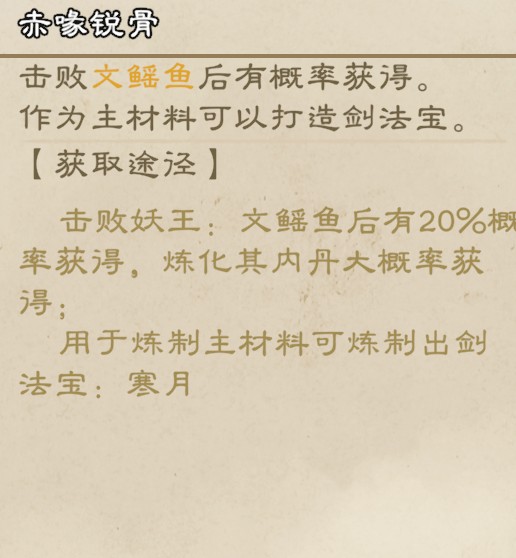 赤喙锐骨
击败文鳐鱼后有概率获得。
作为主材料可以打造剑法宝。
【获取途径】
击败妖王：文鳐鱼后有20%概
率获得，炼化其内丹大概率获
得；
用于炼制主材料可炼制出剑
法宝：寒月